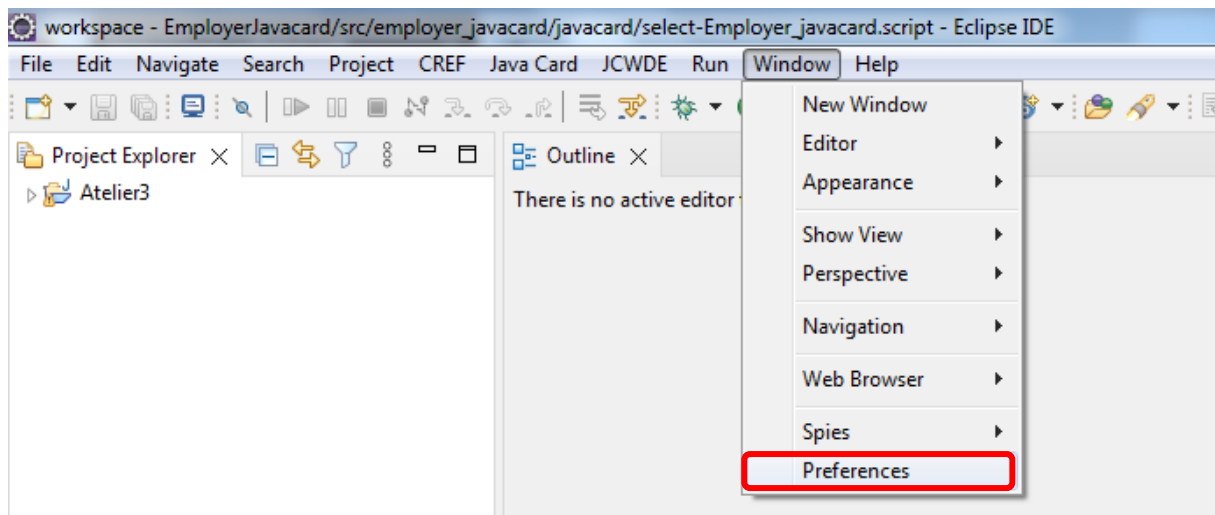 workspace - EmployerJavacard/src/employer_javacard/javacard/select-Employer_javacard.script - Eclipse IDE
File Edit Navigate Search Project CREF Java Card JCWDE Run Window Help
Project Explorer
Outline
Atelier3
There is no active editor
New Window
Editor
Appearance
Show View
Perspective
Navigation
Web Browser
Spies
Preferences